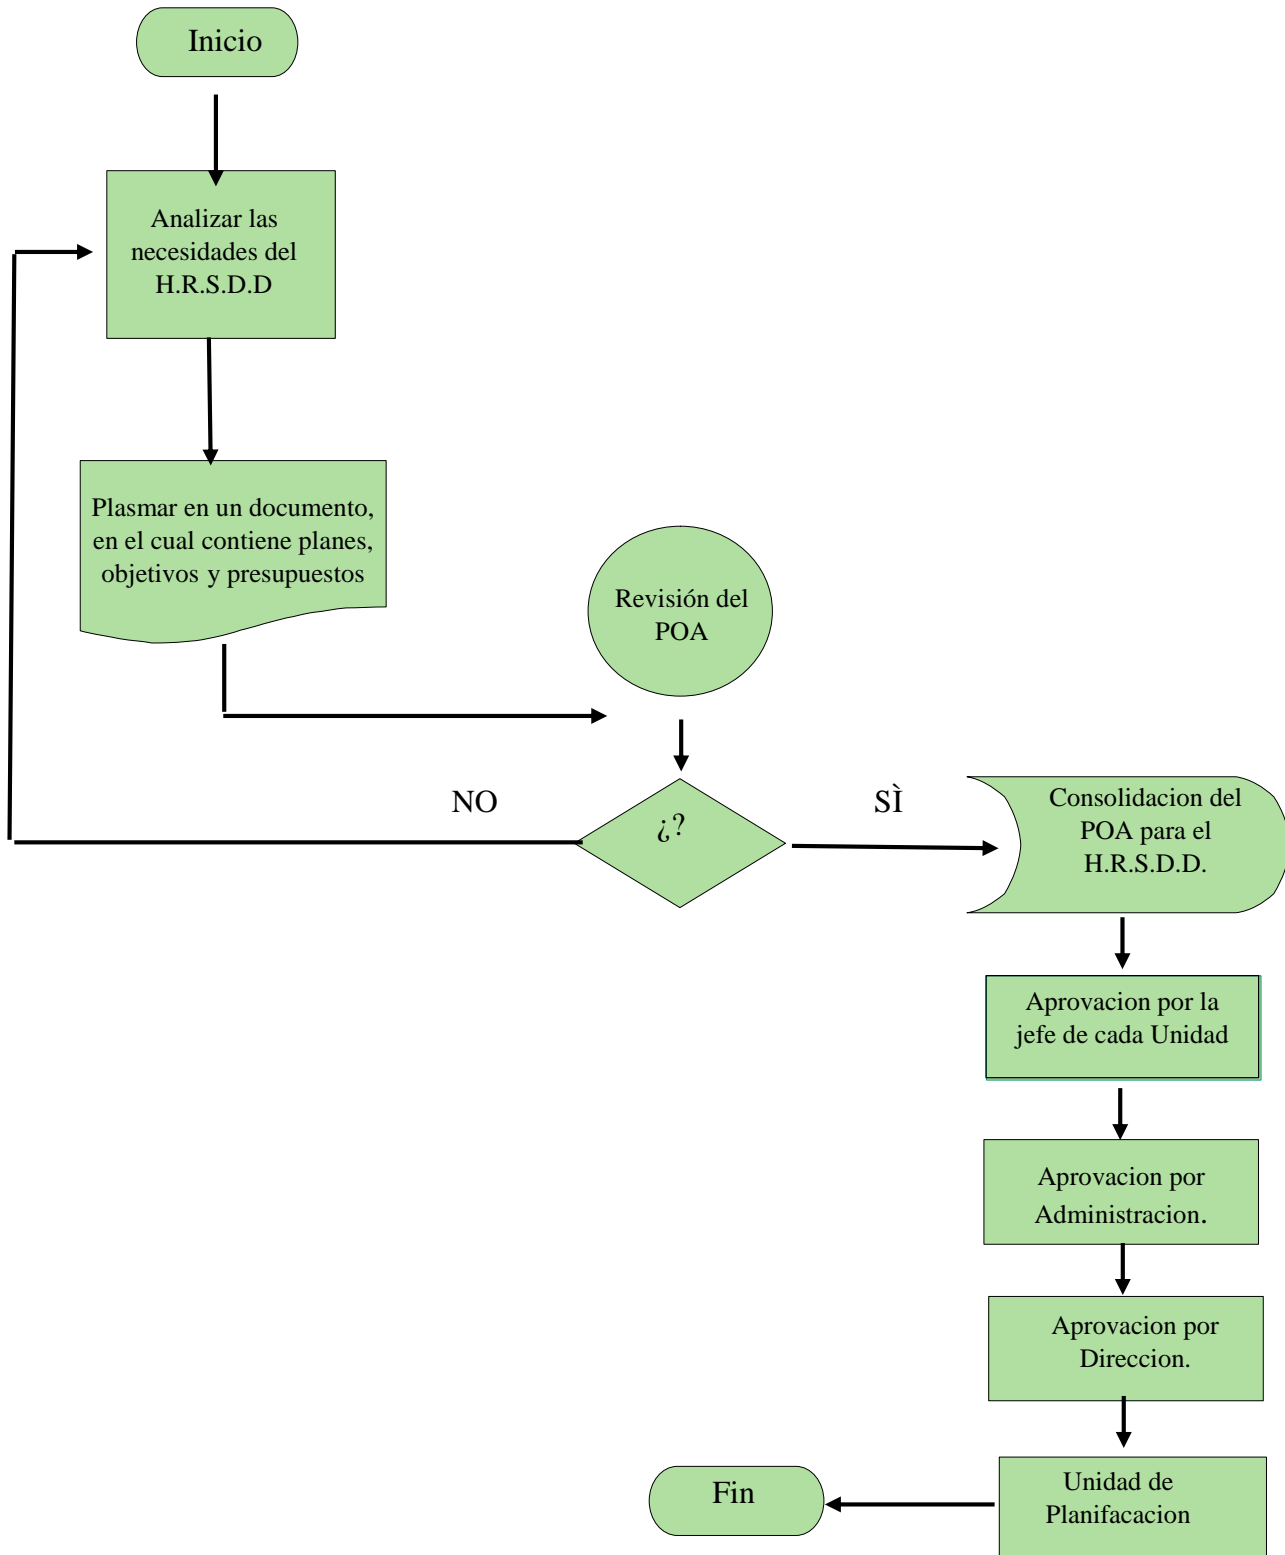 Inicio
Analizar las
necesidades del
H.R.S.D.D
Plasmar en un documento,
en el cual contiene planes,
objetivos y presupuestos
Revisión del
POA
¿?
NO
SÌ
Consolidacion del
POA para el
H.R.S.D.D.
Aprovacion por la
jefe de cada Unidad
Aprovacion por
Administracion.
Aprovacion por
Direccion.
Unidad de
Planifacacion
Fin